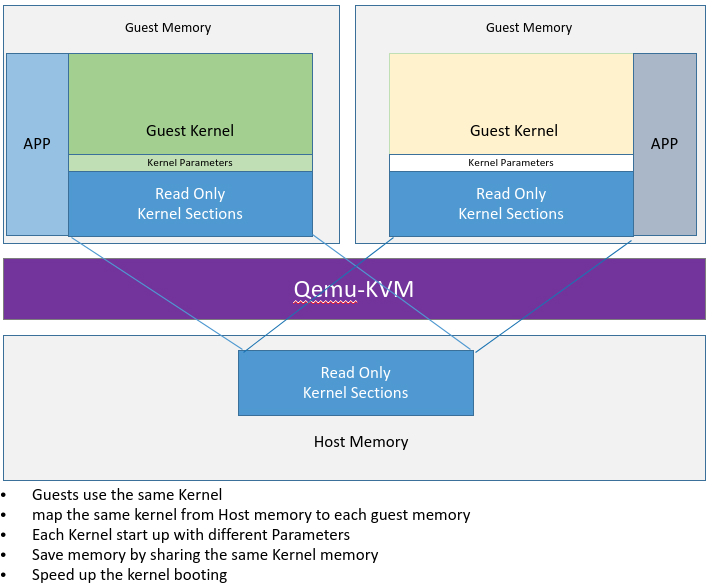 Guest Memory
APP
Guest Kernel
Kernel Parameters
Read Only
Kernel Sections
Guest Memory
Guest Kernel
Kernel Parameters
Read Only
Kernel Sections
APP
Qemu-KVM
Read Only
Kernel Sections
Host Memory
• Guests use the same Kernel
• map the same kernel from Host memory to each guest memory
• Each Kernel start up with different Parameters
• Save memory by sharing the same Kernel memory
• Speed up the kernel booting